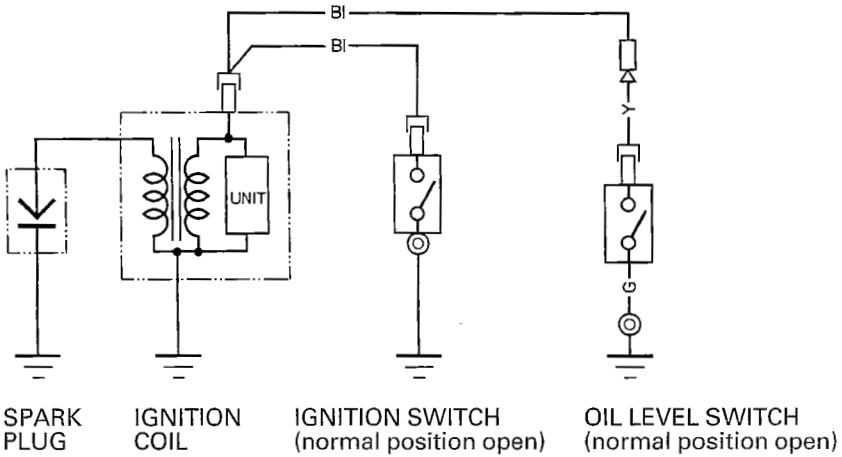 Bl
Bl
Y
UNIT
G
SPARK PLUG
IGNITION COIL
IGNITION SWITCH
(normal position open)
OIL LEVEL SWITCH
(normal position open)